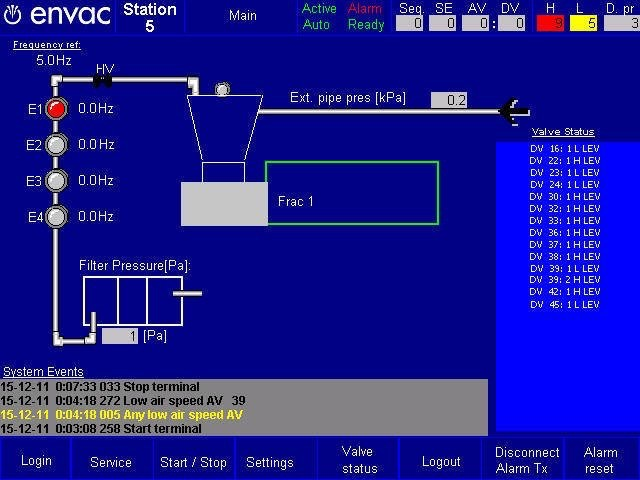 envac Station 5 Main Active Auto Alarm Ready Seq. SE AV DV H L D. pr
0 0 0 : 0 9 5 3
Frequency ref:
5.0Hz
HV
E1 0.0Hz
E2 0.0Hz
E3 0.0Hz
E4 0.0Hz
Ext. pipe pres [kPa] 0.2
Frac 1
Filter Pressure[Pa]:
1 [Pa]
Valve Status
DV 16: 1 L LEV
DV 22: 1 H LEV
DV 23: 1 L LEV
DV 24: 1 L LEV
DV 30: 1 H LEV
DV 32: 1 H LEV
DV 33: 1 L LEV
DV 36: 1 H LEV
DV 37: 1 H LEV
DV 38: 1 H LEV
DV 39: 1 L LEV
DV 39: 2 H LEV
DV 42: 1 H LEV
DV 45: 1 L LEV
System Events
15-12-11 0:07:33 033 Stop terminal
15-12-11 0:04:18 272 Low air speed AV 39
15-12-11 0:04:18 005 Any low air speed AV
15-12-11 0:03:08 258 Start terminal
Login Service Start / Stop Settings Valve status Logout Disconnect Alarm Tx Alarm reset